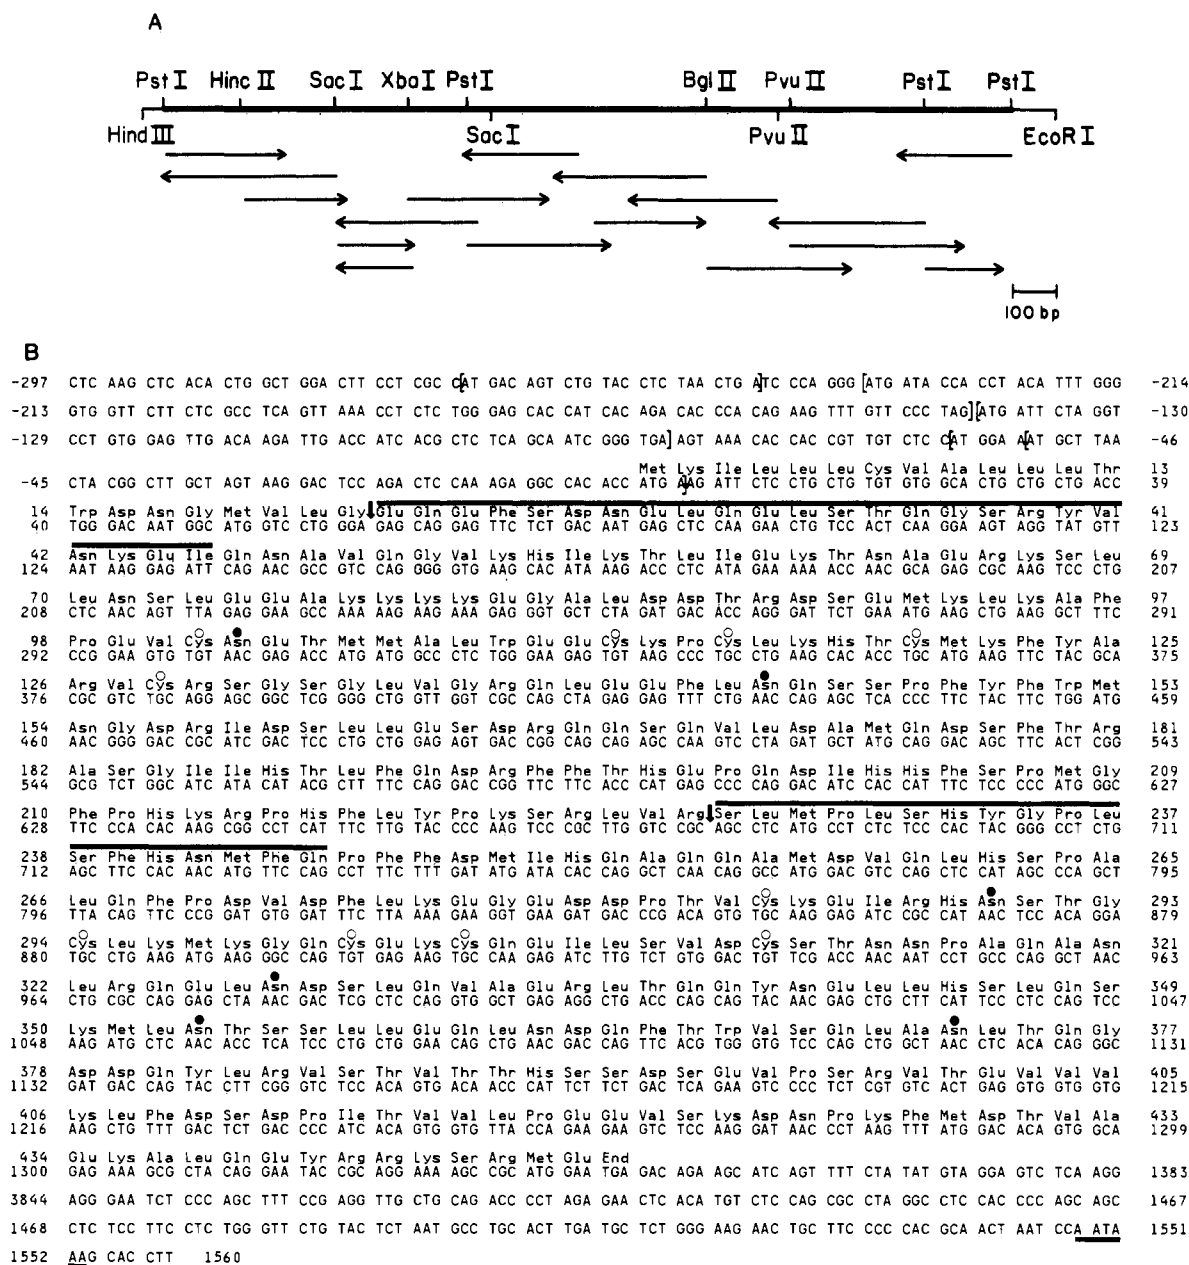 A
Pst I Hinc II Sac I Xba I Pst I Bgl II Pvu II Pst I Pst I
Hind III Sac I Pvu II EcoR I
100 bp
B
-297 CTC AAG CTC ACA CTG GCT GGA CTT CCT CGC C[AT GAC AGT CTG TAC CTC TAA CTG A]TC CCA GGG [ATG ATA CCA CCT ACA TTT GGG -214
-213 GTG GTT CTT CTC GCC TCA GTT AAA CCT CTC TGG GAG CAC CAT CAC AGA CAC CCA CAG AAG TTT GTT CCC TAG] [ATG ATT CTA GGT -130
-129 CCT GTG GAG TTG ACA AGA TTG ACC ATC ACG CTC TCA GCA ATC GGG TGA] AGT AAA CAC CAC CGT TGT CTC C[AT GGA A[AT GCT TAA -46
Met Lys Ile Leu Leu Leu Cys Val Ala Leu Leu Leu Thr 13
-45 CTA CGG CTT GCT AGT AAG GAC TCC AGA CTC CAA AGA GGC CAC ACC ATG A]AG ATT CTC CTG CTG TGT GTG GCA CTG CTG CTG ACC 39
14 Trp Asp Asn Gly Met Val Leu Gly Glu Gln Glu Phe Ser Asp Asn Glu Leu Gln Glu Leu Ser Thr Gln Gly Ser Arg Tyr Val 41
40 TGG GAC AAT GGC ATG GTC CTG GGA GAG CAG GAG TTC TCT GAC AAT GAG CTC CAA GAA CTG TCC ACT CAA GGA AGT AGG TAT GTT 123
42 Asn Lys Glu Ile Gln Asn Ala Val Gln Gly Val Lys His Ile Lys Thr Leu Ile Glu Lys Thr Asn Ala Glu Arg Lys Ser Leu 69
124 AAT AAG GAG ATT CAG AAC GCC GTC CAG GGG GTG AAG CAC ATA AAG ACC CTC ATA GAA AAA ACC AAC GCA GAG CGC AAG TCC CTG 207
70 Leu Asn Ser Leu Glu Glu Ala Lys Lys Lys Lys Glu Gly Ala Leu Asp Asp Thr Arg Asp Ser Glu Met Lys Leu Lys Ala Phe 97
208 CTC AAC AGT TTA GAG GAA GCC AAA AAG AAG AAA GAG GGT GCT CTA GAT GAC ACC AGG GAT TCT GAA ATG AAG CTG AAG GCT TTC 291
98 Pro Glu Val Cys Asn Glu Thr Met Met Ala Leu Trp Glu Glu Cys Lys Pro Cys Leu Lys His Thr Cys Met Lys Phe Tyr Ala 125
292 CCG GAA GTG TGT AAC GAG ACC ATG ATG GCC CTC TGG GAA GAG TGT AAG CCC TGC CTG AAG CAC ACC TGC ATG AAG TTC TAC GCA 375
126 Arg Val Cys Arg Ser Gly Ser Gly Leu Val Gly Arg Gln Leu Glu Glu Phe Leu Asn Gln Ser Ser Pro Phe Tyr Phe Trp Met 153
376 CGC GTC TGC AGG AGC GGC TCG GGG CTG GTT GGT CGC CAG CTA GAG GAG TTT CTG AAC CAG AGC TCA CCC TTC TAC TTC TGG ATG 459
154 Asn Gly Asp Arg Ile Asp Ser Leu Leu Glu Ser Asp Arg Gln Gln Ser Gln Val Leu Asp Ala Met Gln Asp Ser Phe Thr Arg 181
460 AAC GGG GAC CGC ATC GAC TCC CTG CTG GAG AGT GAC CGG CAG CAG AGC CAA GTC CTA GAT GCT ATG CAG GAC AGC TTC ACT CGG 543
182 Ala Ser Gly Ile Ile His Thr Leu Phe Gln Asp Arg Phe Phe Thr His Glu Pro Gln Asp Ile His His Phe Ser Pro Met Gly 209
544 GCG TCT GGC ATC ATA CAT ACG CTT TTC CAG GAC CGG TTC TTC ACC CAT GAG CCC CAG GAC ATC CAC CAT TTC TCC CCC ATG GGC 627
210 Phe Pro His Lys Arg Pro His Phe Leu Tyr Pro Lys Ser Arg Leu Val Arg Ser Leu Met Pro Leu Ser His Tyr Gly Pro Leu 237
628 TTC CCA CAC AAG CGG CCT CAT TTC TTG TAC CCC AAG TCC CGC TTG GTC CGC AGC CTC ATG CCT CTC TCC CAC TAC GGG CCT CTG 711
238 Ser Phe His Asn Met Phe Gln Pro Phe Phe Asp Met Ile His Gln Ala Gln Gln Ala Met Asp Val Gln Leu His Ser Pro Ala 265
712 AGC TTC CAC AAC ATG TTC CAG CCT TTC TTT GAT ATG ATA CAC CAG GCT CAA CAG GCC ATG GAC GTC CAG CTC CAT AGC CCA GCT 795
266 Leu Gln Phe Pro Asp Val Asp Phe Leu Lys Glu Gly Glu Asp Asp Pro Thr Val Cys Lys Glu Ile Arg His Asn Ser Thr Gly 293
796 TTA CAG TTC CCG GAT GTG GAT TTC TTA AAA GAA GGT GAA GAT GAC CCG ACA GTG TGC AAG GAG ATC CGC CAT AAC TCC ACA GGA 879
294 Cys Leu Lys Met Lys Gly Gln Cys Glu Lys Cys Gln Glu Ile Leu Ser Val Asp Cys Ser Thr Asn Asn Pro Ala Gln Ala Asn 321
880 TGC CTG AAG ATG AAG GGC CAG TGT GAG AAG TGC CAA GAG ATC TTG TCT GTG GAC TGT TCG ACC AAC AAT CCT GCC CAG GCT AAC 963
322 Leu Arg Gln Glu Leu Asn Asp Ser Leu Gln Val Ala Glu Arg Leu Thr Gln Gln Tyr Asn Glu Leu Leu His Ser Leu Gln Ser 349
964 CTG CGC CAG GAG CTA AAC GAC TCG CTC CAG GTG GCT GAG AGG CTG ACC CAG CAG TAC AAC GAG CTG CTT CAT TCC CTC CAG TCC 1047
350 Lys Met Leu Asn Thr Ser Ser Leu Leu Glu Gln Leu Asn Asp Gln Phe Thr Trp Val Ser Gln Leu Ala Asn Leu Thr Gln Gly 377
1048 AAG ATG CTC AAC ACC TCA TCC CTG CTG GAA CAG CTG AAC GAC CAG TTC ACG TGG GTG TCC CAG CTG GCT AAC CTC ACA CAG GGC 1131
378 Asp Asp Gln Tyr Leu Arg Val Ser Thr Val Thr Thr His Ser Ser Asp Ser Glu Val Pro Ser Arg Val Thr Glu Val Val Val 405
1132 GAT GAC CAG TAC CTT CGG GTC TCC ACA GTG ACA ACC CAT TCT TCT GAC TCA GAA GTC CCC TCT CGT GTC ACT GAG GTG GTG GTG 1215
406 Lys Leu Phe Asp Ser Asp Pro Ile Thr Val Val Leu Pro Glu Glu Val Ser Lys Asp Asn Pro Lys Phe Met Asp Thr Val Ala 433
1216 AAG CTG TTT GAC TCT GAC CCC ATC ACA GTG GTG TTA CCA GAA GAA GTC TCC AAG GAT AAC CCT AAG TTT ATG GAC ACA GTG GCA 1299
434 Glu Lys Ala Leu Gln Glu Tyr Arg Arg Lys Ser Arg Met Glu End
1300 GAG AAA GCG CTA CAG GAA TAC CGC AGG AAA AGC CGC ATG GAA TGA GAC AGA AGC ATC AGT TTT CTA TAT GTA GGA GTC TCA AGG 1383
3844 AGG GAA TCT CCC AGC TTT CCG AGG TTG CTG CAG ACC CCT AGA GAA CTC ACA TGT CTC CAG CGC CTA GGC CTC CAC CCC AGC AGC 1467
1468 CTC TCC TTC CTC TGG GTT CTG TAC TCT AAT GCC TGC ACT TGA TGC TCT GGG AAG AAC TGC TTC CCC CAC GCA ACT AAT CCA ATA 1551
1552 AAG CAC CTT 1560